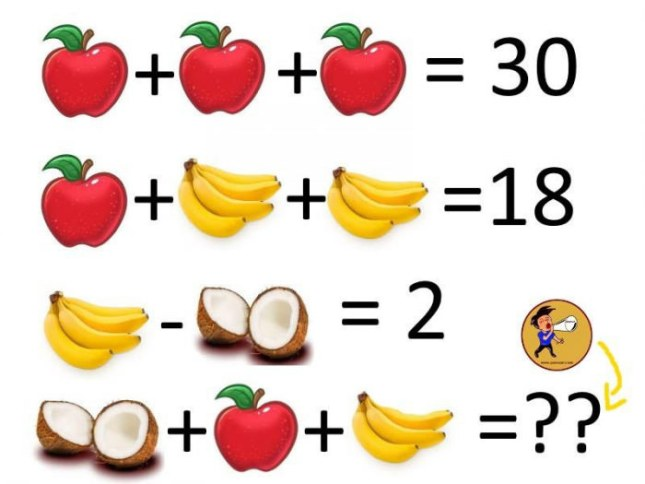 + + = 30
+ + =18
- = 2
+ + =??